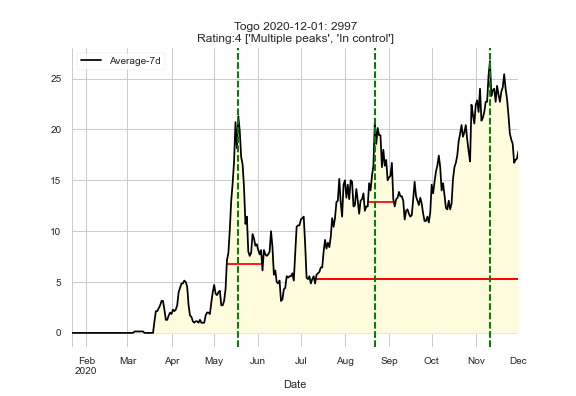 Togo 2020-12-01: 2997
Rating:4 ['Multiple peaks', 'In control']
Average-7d
25
20
15
10
5
0
Feb Mar Apr May Jun Jul Aug Sep Oct Nov Dec
2020
Date